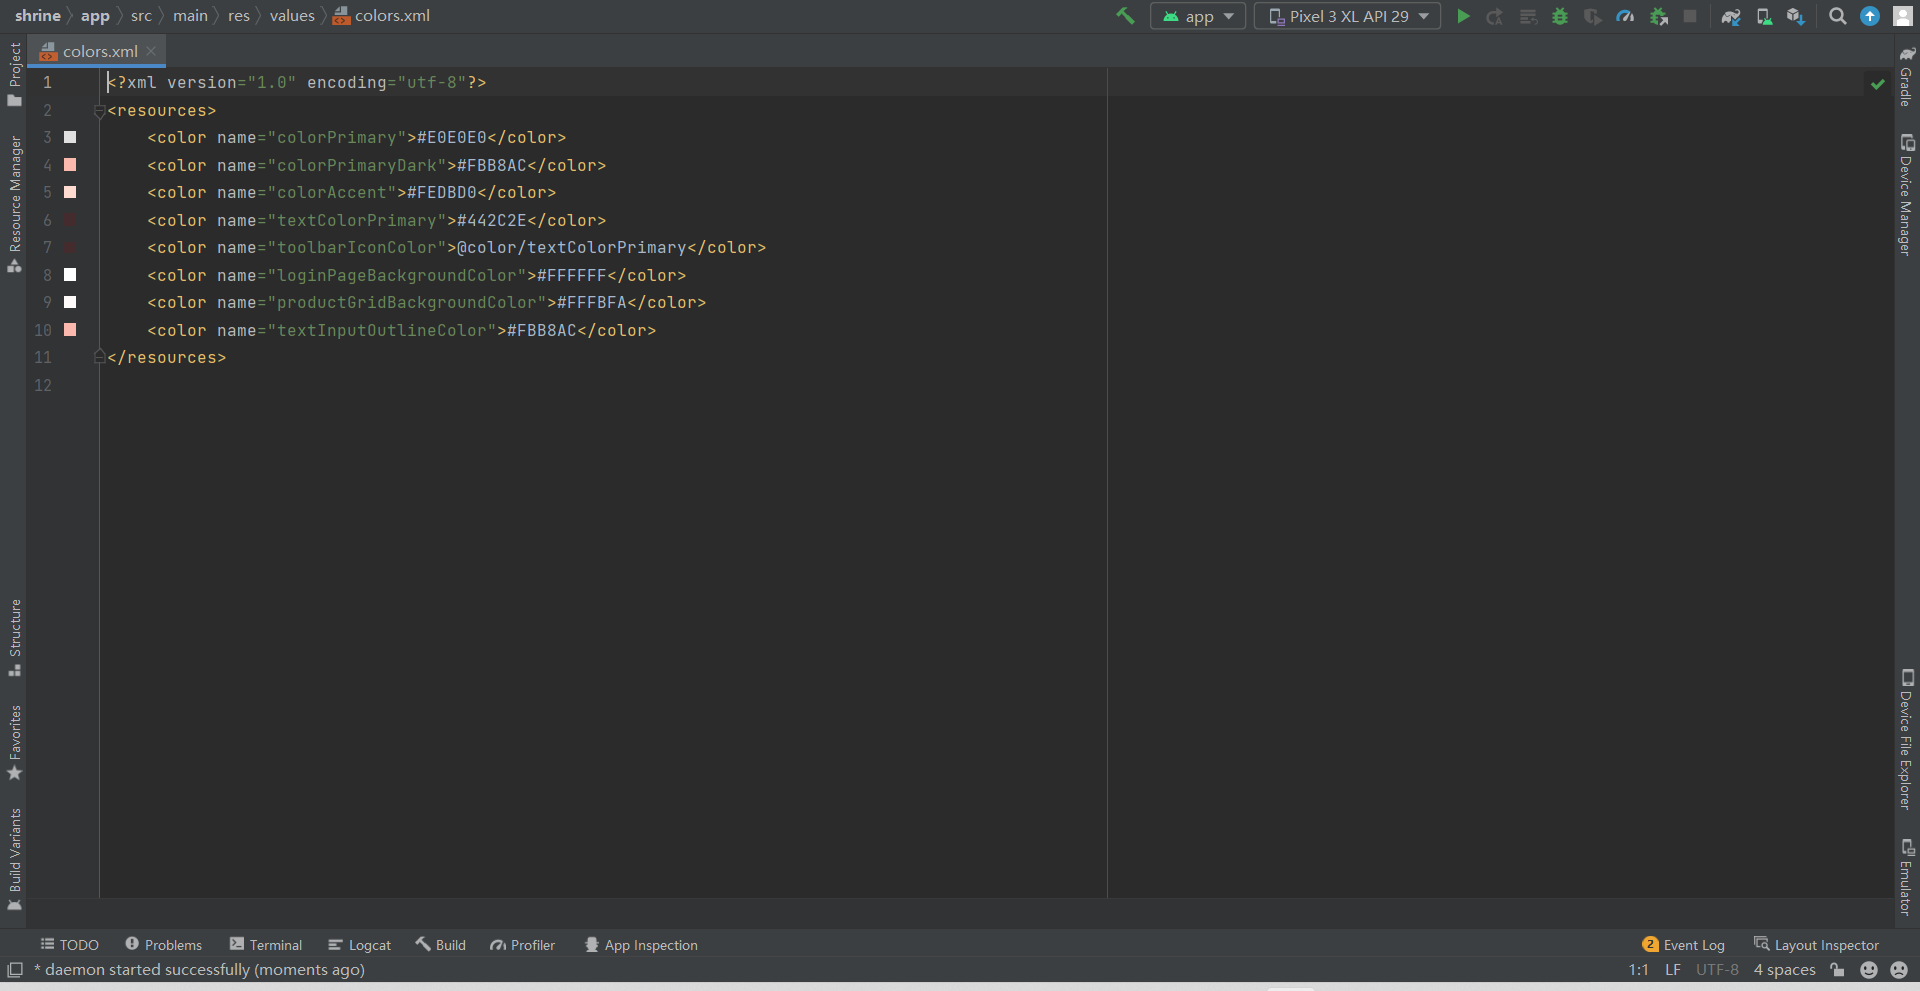 shrine app src main res values colors.xml app Pixel 3 XL API 29
colors.xml
1 <?xml version="1.0" encoding="utf-8"?>
2 <resources>
3 <color name="colorPrimary">#E0E0E0</color>
4 <color name="colorPrimaryDark">#FBB8AC</color>
5 <color name="colorAccent">#FEDBD0</color>
6 <color name="textColorPrimary">#442C2E</color>
7 <color name="toolbarIconColor">@color/textColorPrimary</color>
8 <color name="loginPageBackgroundColor">#FFFFFF</color>
9 <color name="productGridBackgroundColor">#FFFBFA</color>
10 <color name="textInputOutlineColor">#FBB8AC</color>
11 </resources>
12
Project
Resource Manager
Structure
Favorites
Build Variants
Gradle
Device Manager
Device File Explorer
Emulator
TODO Problems Terminal Logcat Build Profiler App Inspection 2 Event Log Layout Inspector
* daemon started successfully (moments ago) 1:1 LF UTF-8 4 spaces